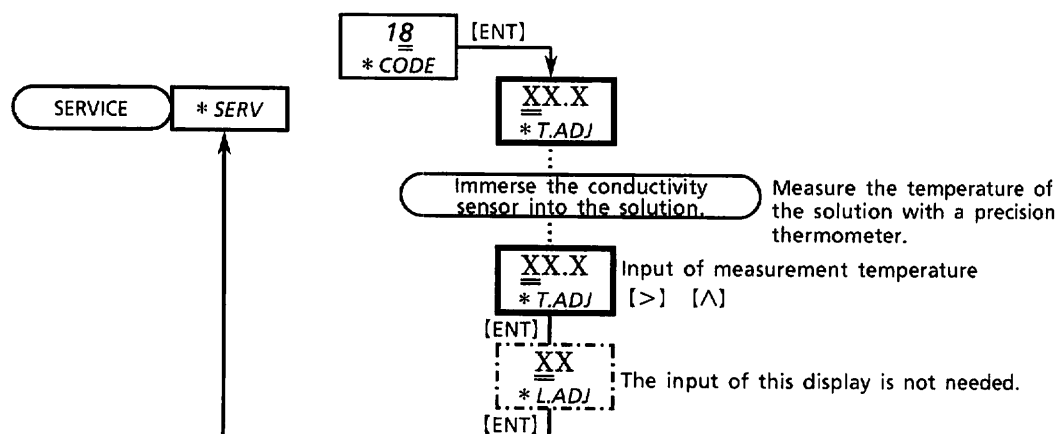 18 [ENT]
* CODE
SERVICE * SERV
XX.X
* T.ADJ
Immerse the conductivity
sensor into the solution.
Measure the temperature of
the solution with a precision
thermometer.
XX.X
* T.ADJ
Input of measurement temperature
[>] [∧]
[ENT]
XX
* L.ADJ
The input of this display is not needed.
[ENT]